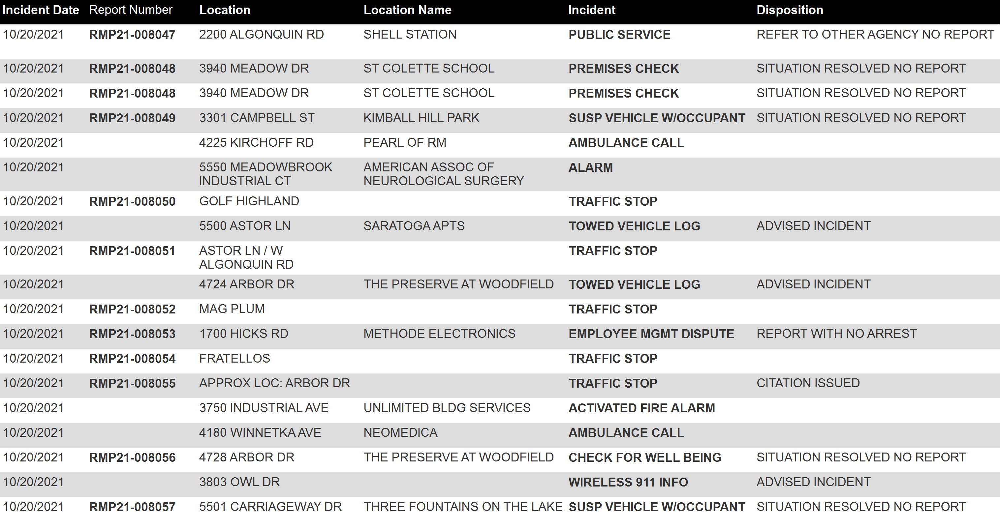 Incident Date Report Number Location Location Name Incident Disposition
10/20/2021 RMP21-008047 2200 ALGONQUIN RD SHELL STATION PUBLIC SERVICE REFER TO OTHER AGENCY NO REPORT
10/20/2021 RMP21-008048 3940 MEADOW DR ST COLETTE SCHOOL PREMISES CHECK SITUATION RESOLVED NO REPORT
10/20/2021 RMP21-008048 3940 MEADOW DR ST COLETTE SCHOOL PREMISES CHECK SITUATION RESOLVED NO REPORT
10/20/2021 RMP21-008049 3301 CAMPBELL ST KIMBALL HILL PARK SUSP VEHICLE W/OCCUPANT SITUATION RESOLVED NO REPORT
10/20/2021 4225 KIRCHOFF RD PEARL OF RM AMBULANCE CALL
10/20/2021 5550 MEADOWBROOK AMERICAN ASSOC OF ALARM
INDUSTRIAL CT NEUROLOGICAL SURGERY
10/20/2021 RMP21-008050 GOLF HIGHLAND TRAFFIC STOP
10/20/2021 5500 ASTOR LN SARATOGA APTS TOWED VEHICLE LOG ADVISED INCIDENT
10/20/2021 RMP21-008051 ASTOR LN / W TRAFFIC STOP
ALGONQUIN RD
10/20/2021 4724 ARBOR DR THE PRESERVE AT WOODFIELD TOWED VEHICLE LOG ADVISED INCIDENT
10/20/2021 RMP21-008052 MAG PLUM TRAFFIC STOP
10/20/2021 RMP21-008053 1700 HICKS RD METHODE ELECTRONICS EMPLOYEE MGMT DISPUTE REPORT WITH NO ARREST
10/20/2021 RMP21-008054 FRATELLOS TRAFFIC STOP
10/20/2021 RMP21-008055 APPROX LOC: ARBOR DR TRAFFIC STOP CITATION ISSUED
10/20/2021 3750 INDUSTRIAL AVE UNLIMITED BLDG SERVICES ACTIVATED FIRE ALARM
10/20/2021 4180 WINNETKA AVE NEOMEDICA AMBULANCE CALL
10/20/2021 RMP21-008056 4728 ARBOR DR THE PRESERVE AT WOODFIELD CHECK FOR WELL BEING SITUATION RESOLVED NO REPORT
10/20/2021 3803 OWL DR WIRELESS 911 INFO ADVISED INCIDENT
10/20/2021 RMP21-008057 5501 CARRIAGEWAY DR THREE FOUNTAINS ON THE LAKE SUSP VEHICLE W/OCCUPANT SITUATION RESOLVED NO REPORT